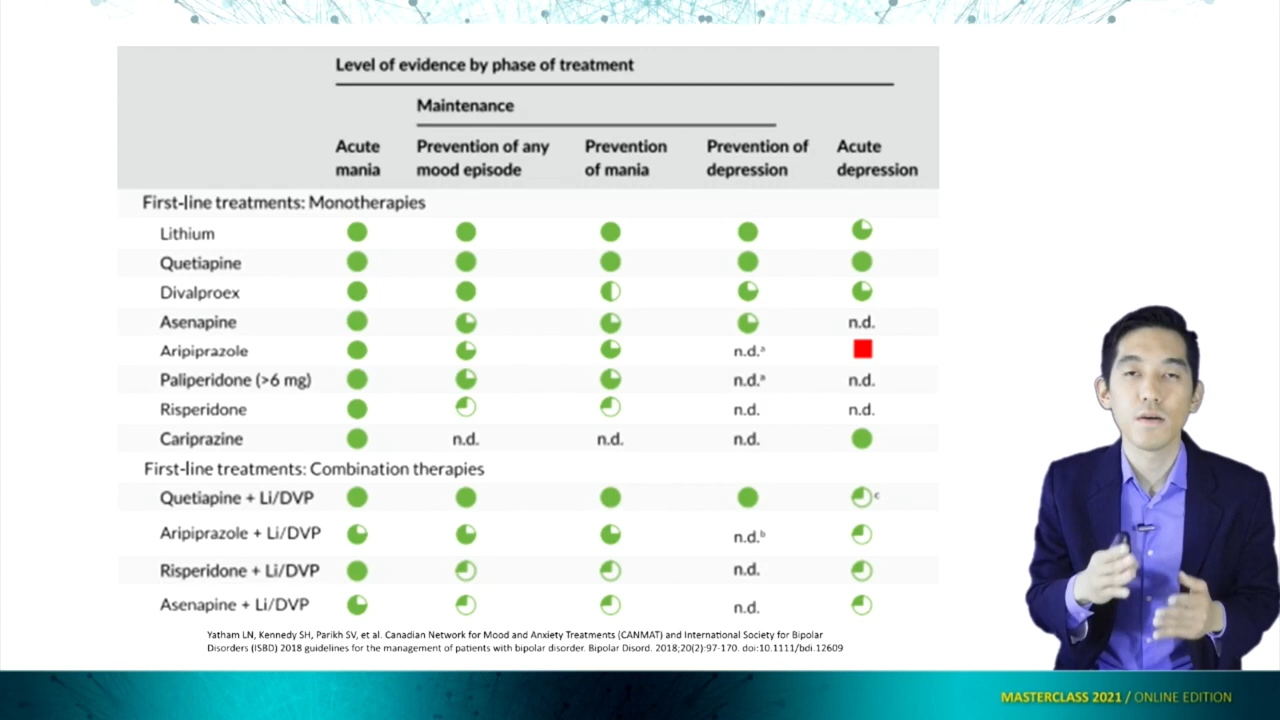 Level of evidence by phase of treatment
Maintenance
Acute mania
Prevention of any mood episode
Prevention of mania
Prevention of depression
Acute depression
First-line treatments: Monotherapies
Lithium
Quetiapine
Divalproex
Asenapine n.d.
Aripiprazole n.d.ᵃ
Paliperidone (>6 mg) n.d.ᵃ n.d.
Risperidone n.d. n.d.
Cariprazine n.d. n.d. n.d.
First-line treatments: Combination therapies
Quetiapine + Li/DVP c
Aripiprazole + Li/DVP n.d.ᵇ
Risperidone + Li/DVP n.d.
Asenapine + Li/DVP n.d.
Yatham LN, Kennedy SH, Parikh SV, et al. Canadian Network for Mood and Anxiety Treatments (CANMAT) and International Society for Bipolar
Disorders (ISBD) 2018 guidelines for the management of patients with bipolar disorder. Bipolar Disord. 2018;20(2):97-170. doi:10.1111/bdi.12609
MASTERCLASS 2021 / ONLINE EDITION